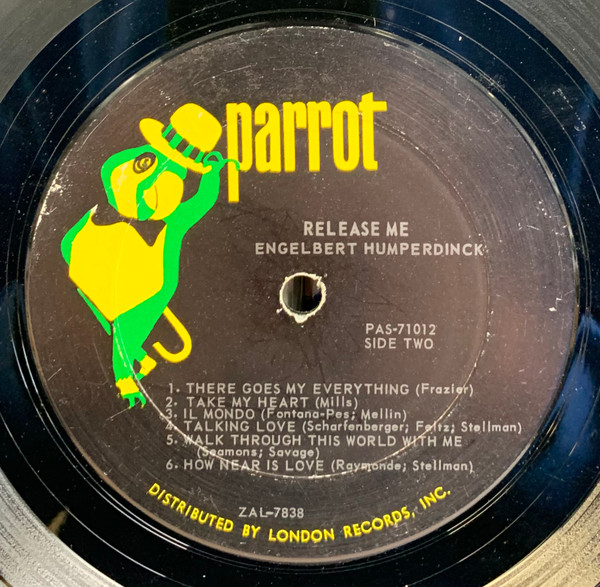 parrot
RELEASE ME
ENGELBERT HUMPERDINCK
PAS-71012
SIDE TWO
1. THERE GOES MY EVERYTHING (Frazier)
2. TAKE MY HEART (Mills)
3. IL MONDO (Fontana-Pes; Mellin)
4. TALKING LOVE (Scharfenberger; Feltz; Stellman)
5. WALK THROUGH THIS WORLD WITH ME
(Seamons; Savage)
6. HOW NEAR IS LOVE (Raymonde; Stellman)
ZAL-7838
DISTRIBUTED BY LONDON RECORDS, INC.